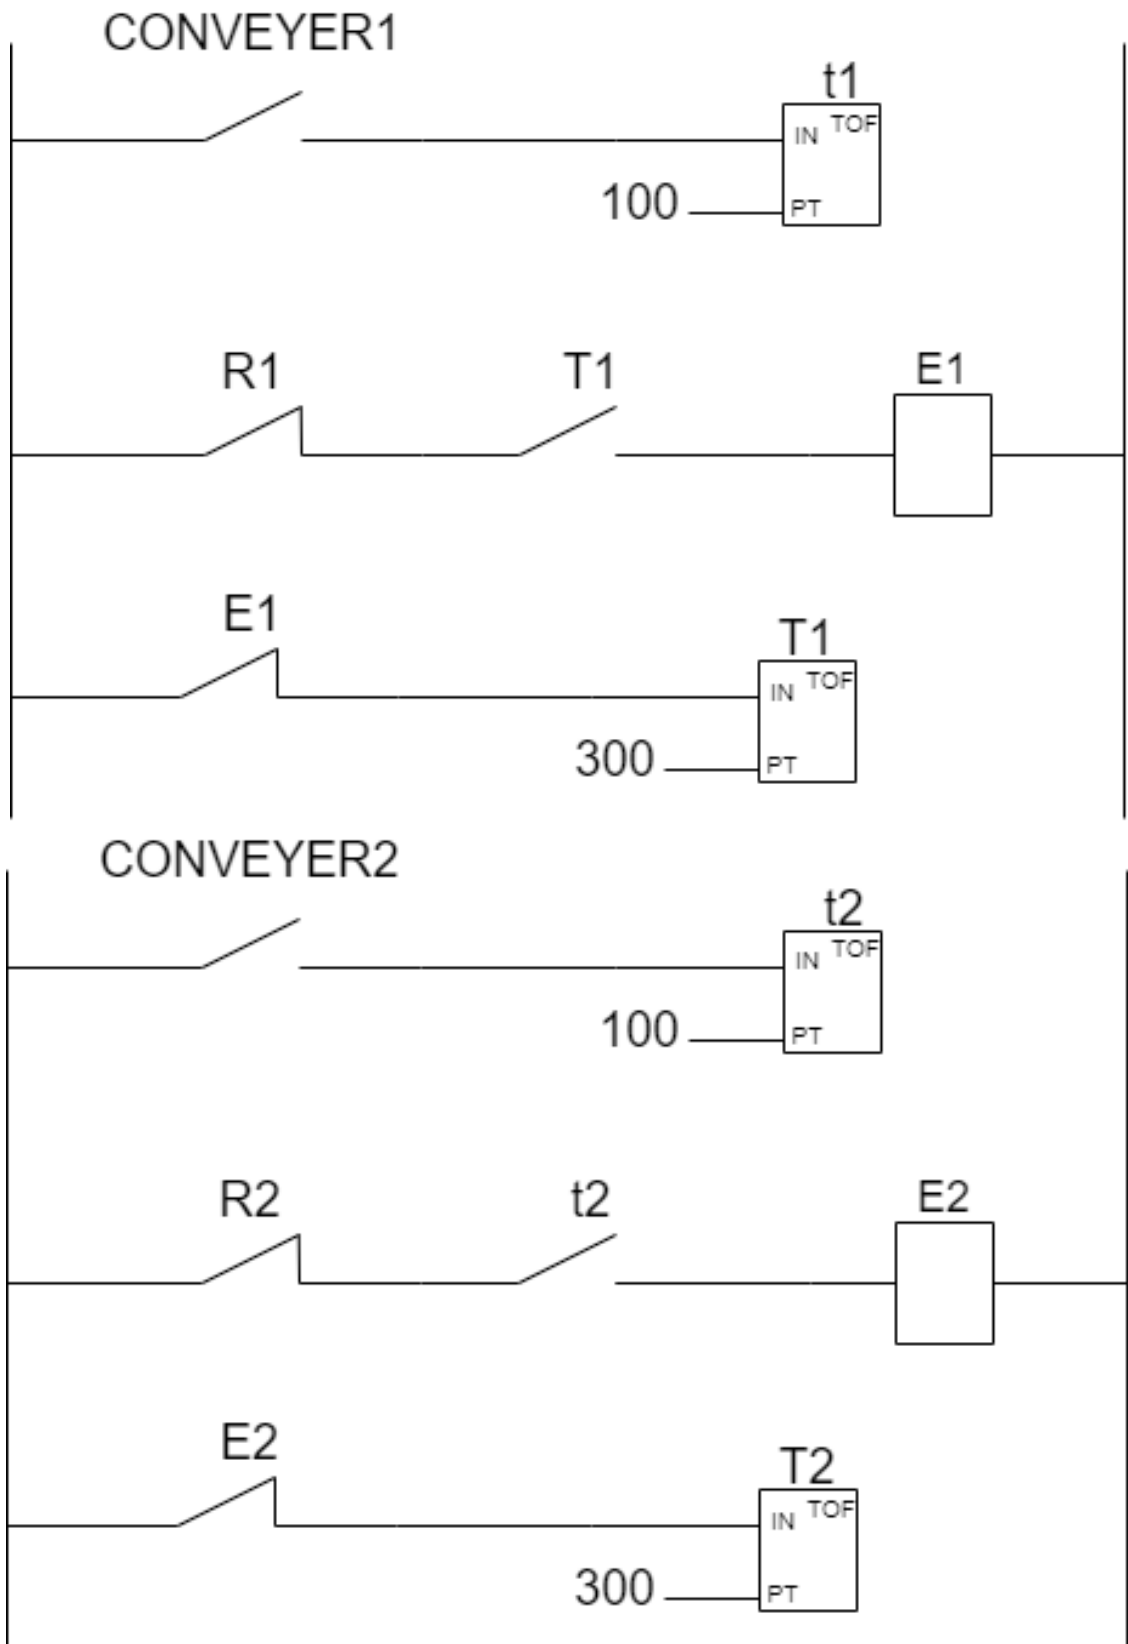 CONVEYER1
t1
IN TOF
100
PT
R1 T1 E1
E1
T1
IN TOF
300
PT
CONVEYER2
t2
IN TOF
100
PT
R2 t2 E2
E2
T2
IN TOF
300
PT